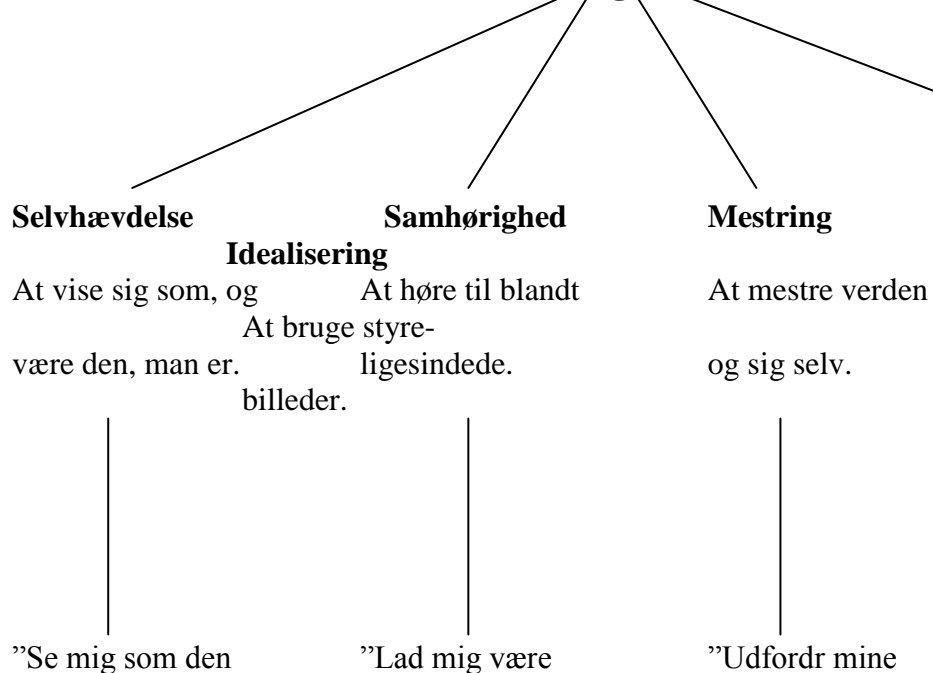 Selvhævdelse Samhørighed Mestring
Idealisering
At vise sig som, og At høre til blandt At mestre verden
At bruge styre-
være den, man er. ligesindede. og sig selv.
billeder.
”Se mig som den ”Lad mig være ”Udfordr mine